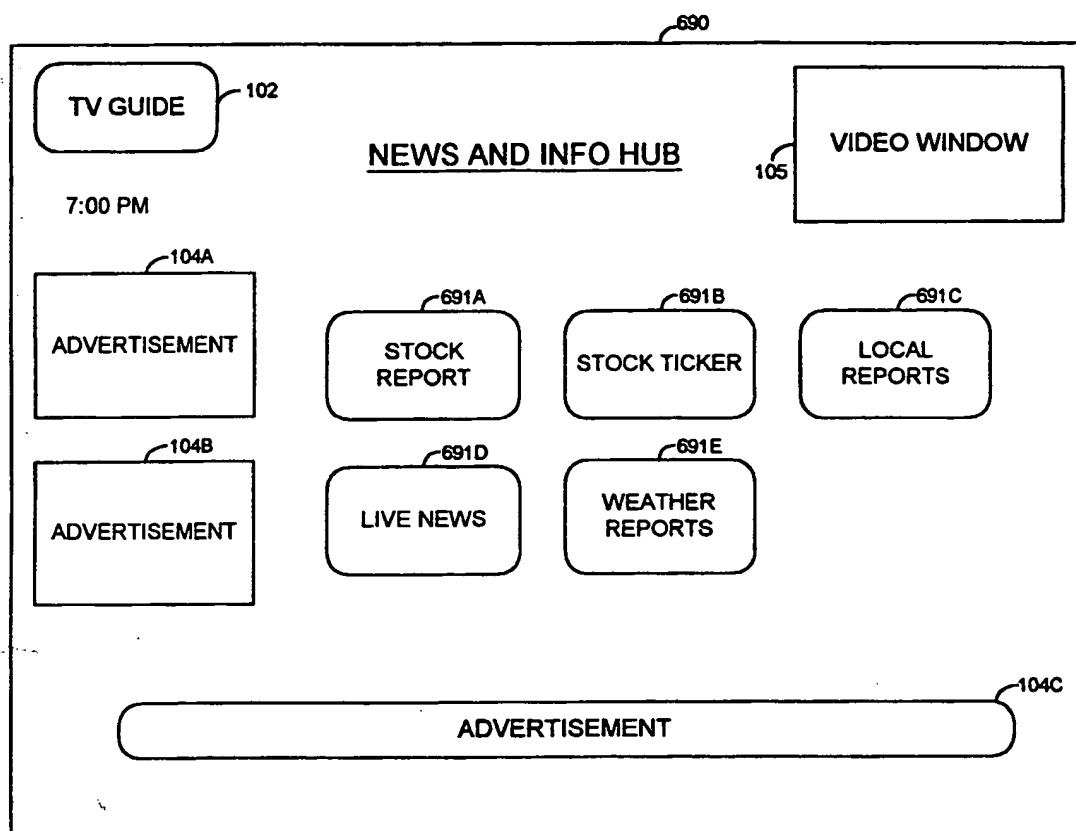 690
TV GUIDE
102
NEWS AND INFO HUB
VIDEO WINDOW
105
7:00 PM
104A
ADVERTISEMENT
691A
STOCK
REPORT
691B
STOCK TICKER
691C
LOCAL
REPORTS
104B
ADVERTISEMENT
691D
LIVE NEWS
691E
WEATHER
REPORTS
104C
ADVERTISEMENT